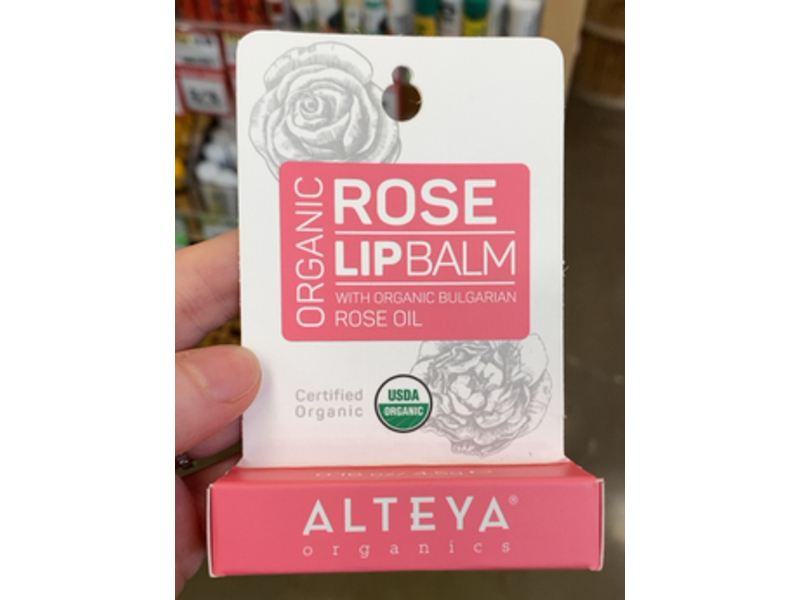 ORGANIC
ROSE
LIPBALM
WITH ORGANIC BULGARIAN
ROSE OIL
Certified
Organic
USDA
ORGANIC
ALTEYA®
organics